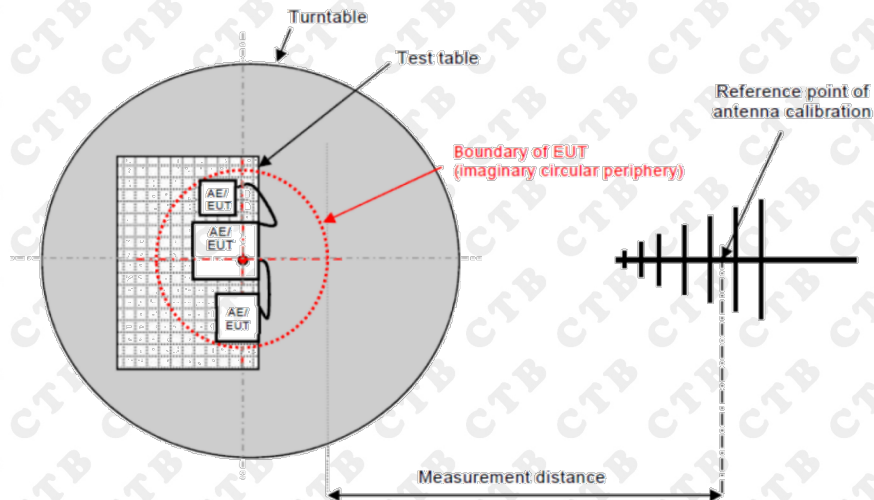 Turntable
Test table
Reference point of
antenna calibration
Boundary of EUT
(imaginary circular periphery)
AE/
EUT
AE/
EUT
AE/
EUT
Measurement distance
CTB